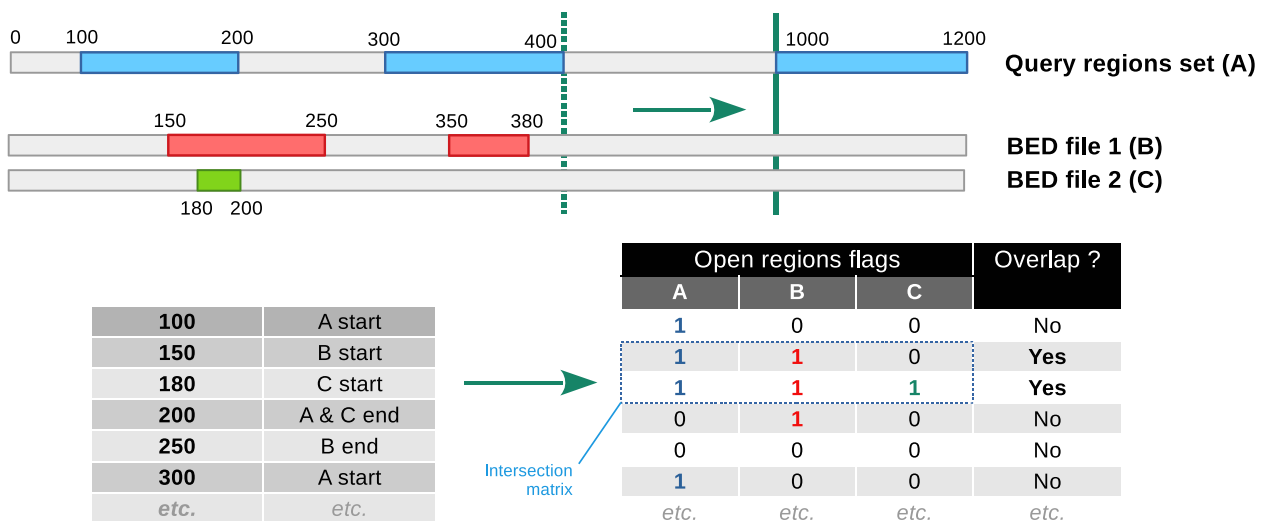 0 100 200 300 400 1000 1200
Query regions set (A)
150 250 350 380
BED file 1 (B)
BED file 2 (C)
180 200
Open regions flags Overlap ?
A B C
100 A start
150 B start
180 C start
200 A & C end
250 B end
300 A start
etc. etc.
1 0 0 No
1 1 0 Yes
1 1 1 Yes
0 1 0 No
0 0 0 No
1 0 0 No
etc. etc. etc. etc.
Intersection
matrix